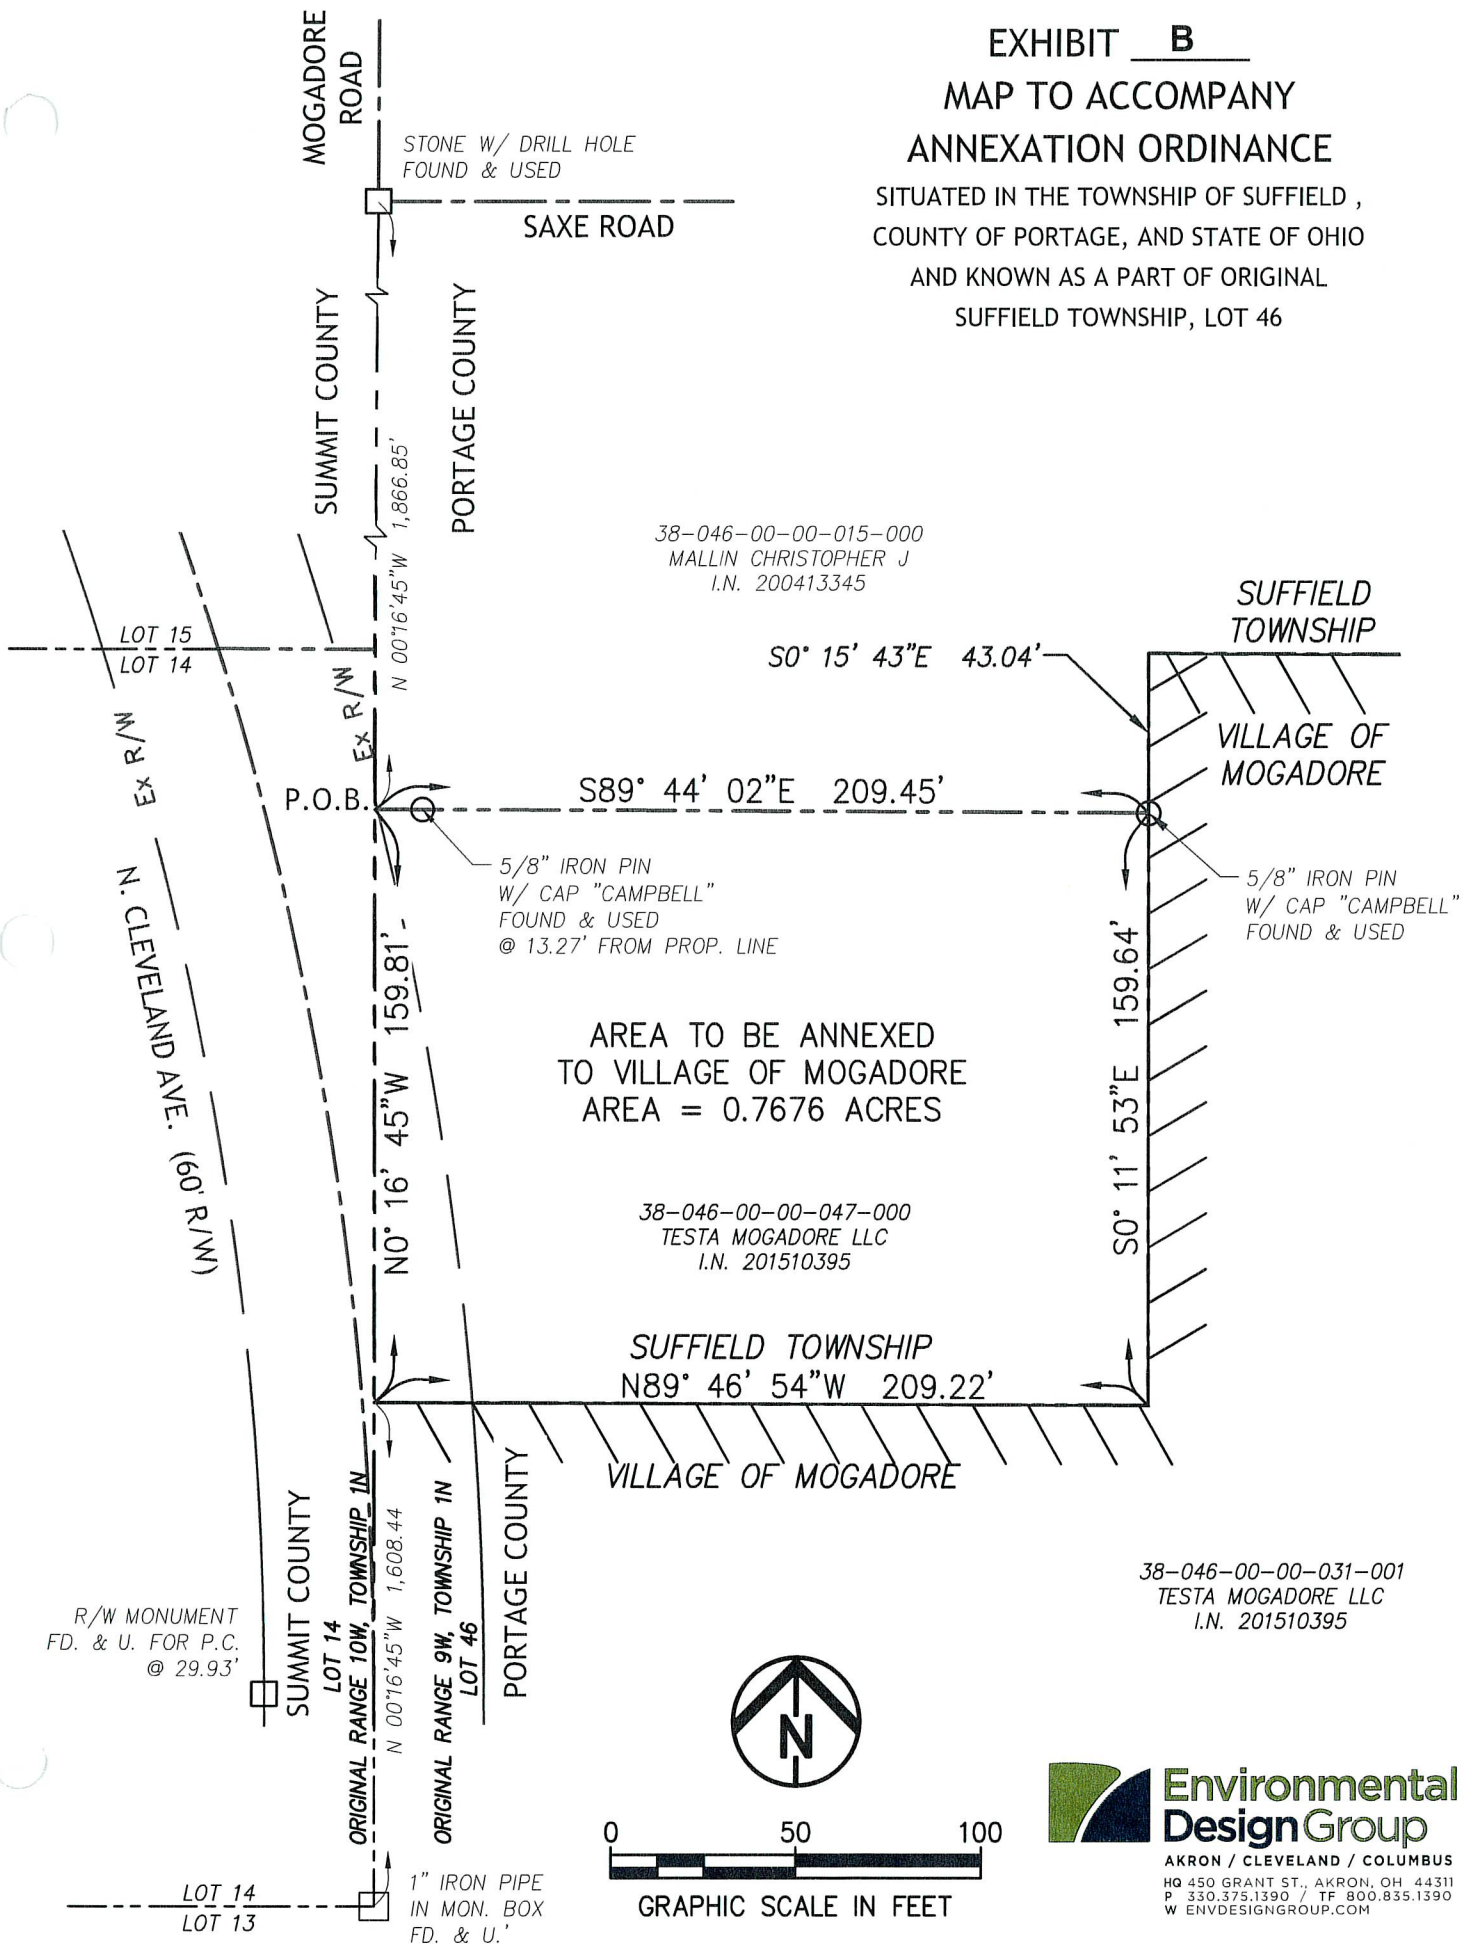 EXHIBIT B
MAP TO ACCOMPANY
ANNEXATION ORDINANCE
SITUATED IN THE TOWNSHIP OF SUFFIELD ,
COUNTY OF PORTAGE, AND STATE OF OHIO
AND KNOWN AS A PART OF ORIGINAL
SUFFIELD TOWNSHIP, LOT 46
MOGADORE
ROAD
STONE W/ DRILL HOLE
FOUND & USED
SAXE ROAD
SUMMIT COUNTY
PORTAGE COUNTY
N 00°16'45"W 1,866.85'
38-046-00-00-015-000
MALLIN CHRISTOPHER J
I.N. 200413345
SUFFIELD
TOWNSHIP
LOT 15
LOT 14
S0° 15' 43"E 43.04'
Ex R/W
Ex R/W
VILLAGE OF
MOGADORE
P.O.B.
S89° 44' 02"E 209.45'
5/8" IRON PIN
W/ CAP "CAMPBELL"
FOUND & USED
@ 13.27' FROM PROP. LINE
5/8" IRON PIN
W/ CAP "CAMPBELL"
FOUND & USED
N. CLEVELAND AVE. (60' R/W)
N0° 16' 45"W 159.81'
AREA TO BE ANNEXED
TO VILLAGE OF MOGADORE
AREA = 0.7676 ACRES
S0° 11' 53"E 159.64'
38-046-00-00-047-000
TESTA MOGADORE LLC
I.N. 201510395
SUFFIELD TOWNSHIP
N89° 46' 54"W 209.22'
VILLAGE OF MOGADORE
SUMMIT COUNTY
LOT 14
ORIGINAL RANGE 10W, TOWNSHIP 1N
N 00°16'45"W 1,608.44
ORIGINAL RANGE 9W, TOWNSHIP 1N
LOT 46
PORTAGE COUNTY
38-046-00-00-031-001
TESTA MOGADORE LLC
I.N. 201510395
R/W MONUMENT
FD. & U. FOR P.C.
@ 29.93'
N
0 50 100
GRAPHIC SCALE IN FEET
LOT 14
LOT 13
1" IRON PIPE
IN MON. BOX
FD. & U.'
Environmental
DesignGroup
AKRON / CLEVELAND / COLUMBUS
HQ 450 GRANT ST., AKRON, OH 44311
P 330.375.1390 / TF 800.835.1390
W ENVDESIGNGROUP.COM